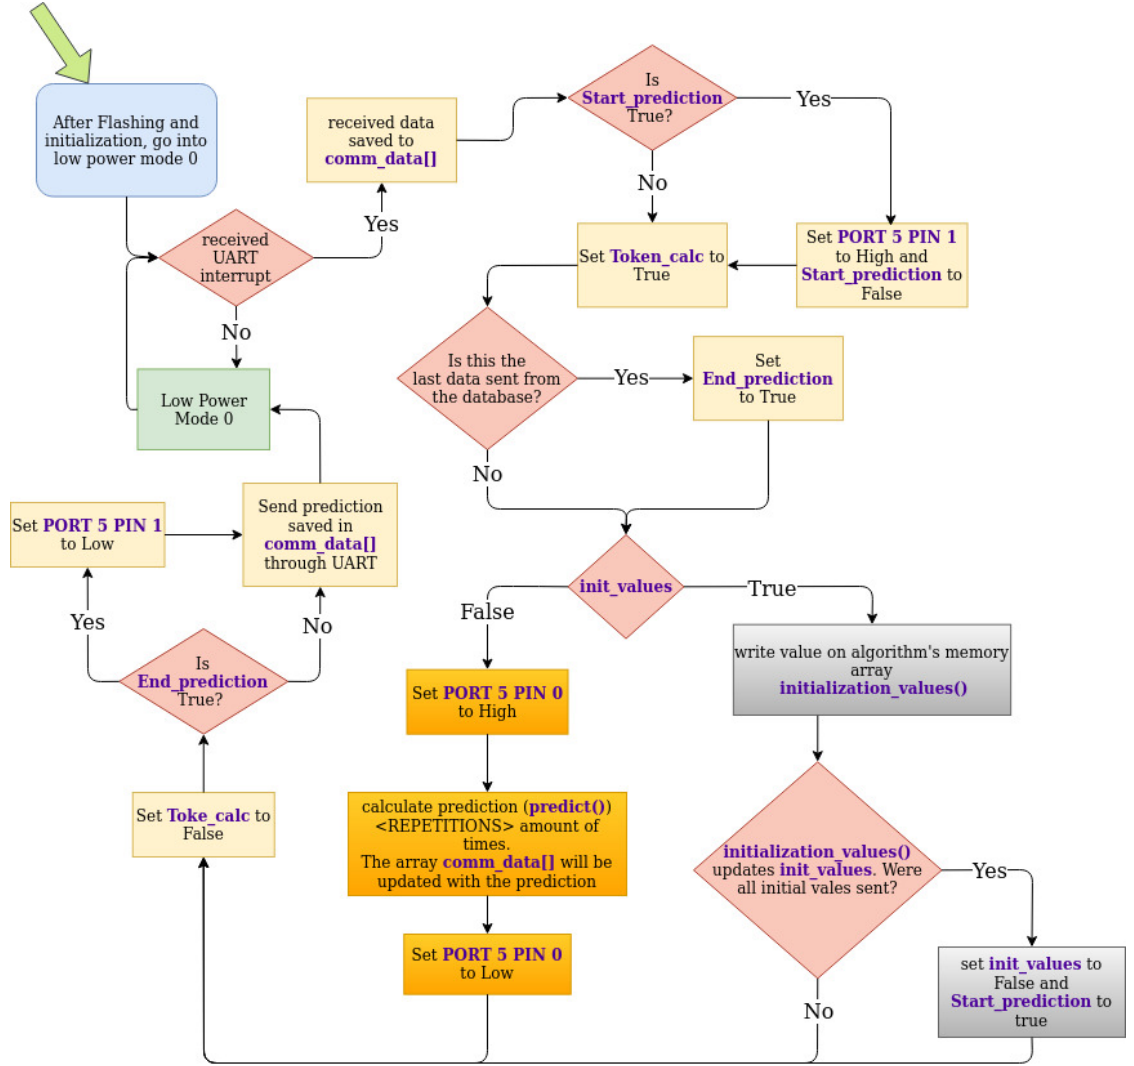 After Flashing and
initialization, go into
low power mode 0
received
UART
interrupt
Yes
No
Low Power
Mode 0
received data
saved to
comm_data[]
Is
Start_prediction
True?
Yes
No
Set PORT 5 PIN 1
to High and
Start_prediction to
False
Set Token_calc to
True
Is this the
last data sent from
the database?
Yes
No
Set
End_prediction
to True
init_values
False
True
Set PORT 5 PIN 0
to High
calculate prediction (predict())
<REPETITIONS> amount of
times.
The array comm_data[] will be
updated with the prediction
Set PORT 5 PIN 0
to Low
write value on algorithm's memory
array
initialization_values()
initialization_values()
updates init_values. Were
all initial vales sent?
Yes
No
set init_values to
False and
Start_prediction to
true
Set Toke_calc to
False
Is
End_prediction
True?
Yes
No
Set PORT 5 PIN 1
to Low
Send prediction
saved in
comm_data[]
through UART